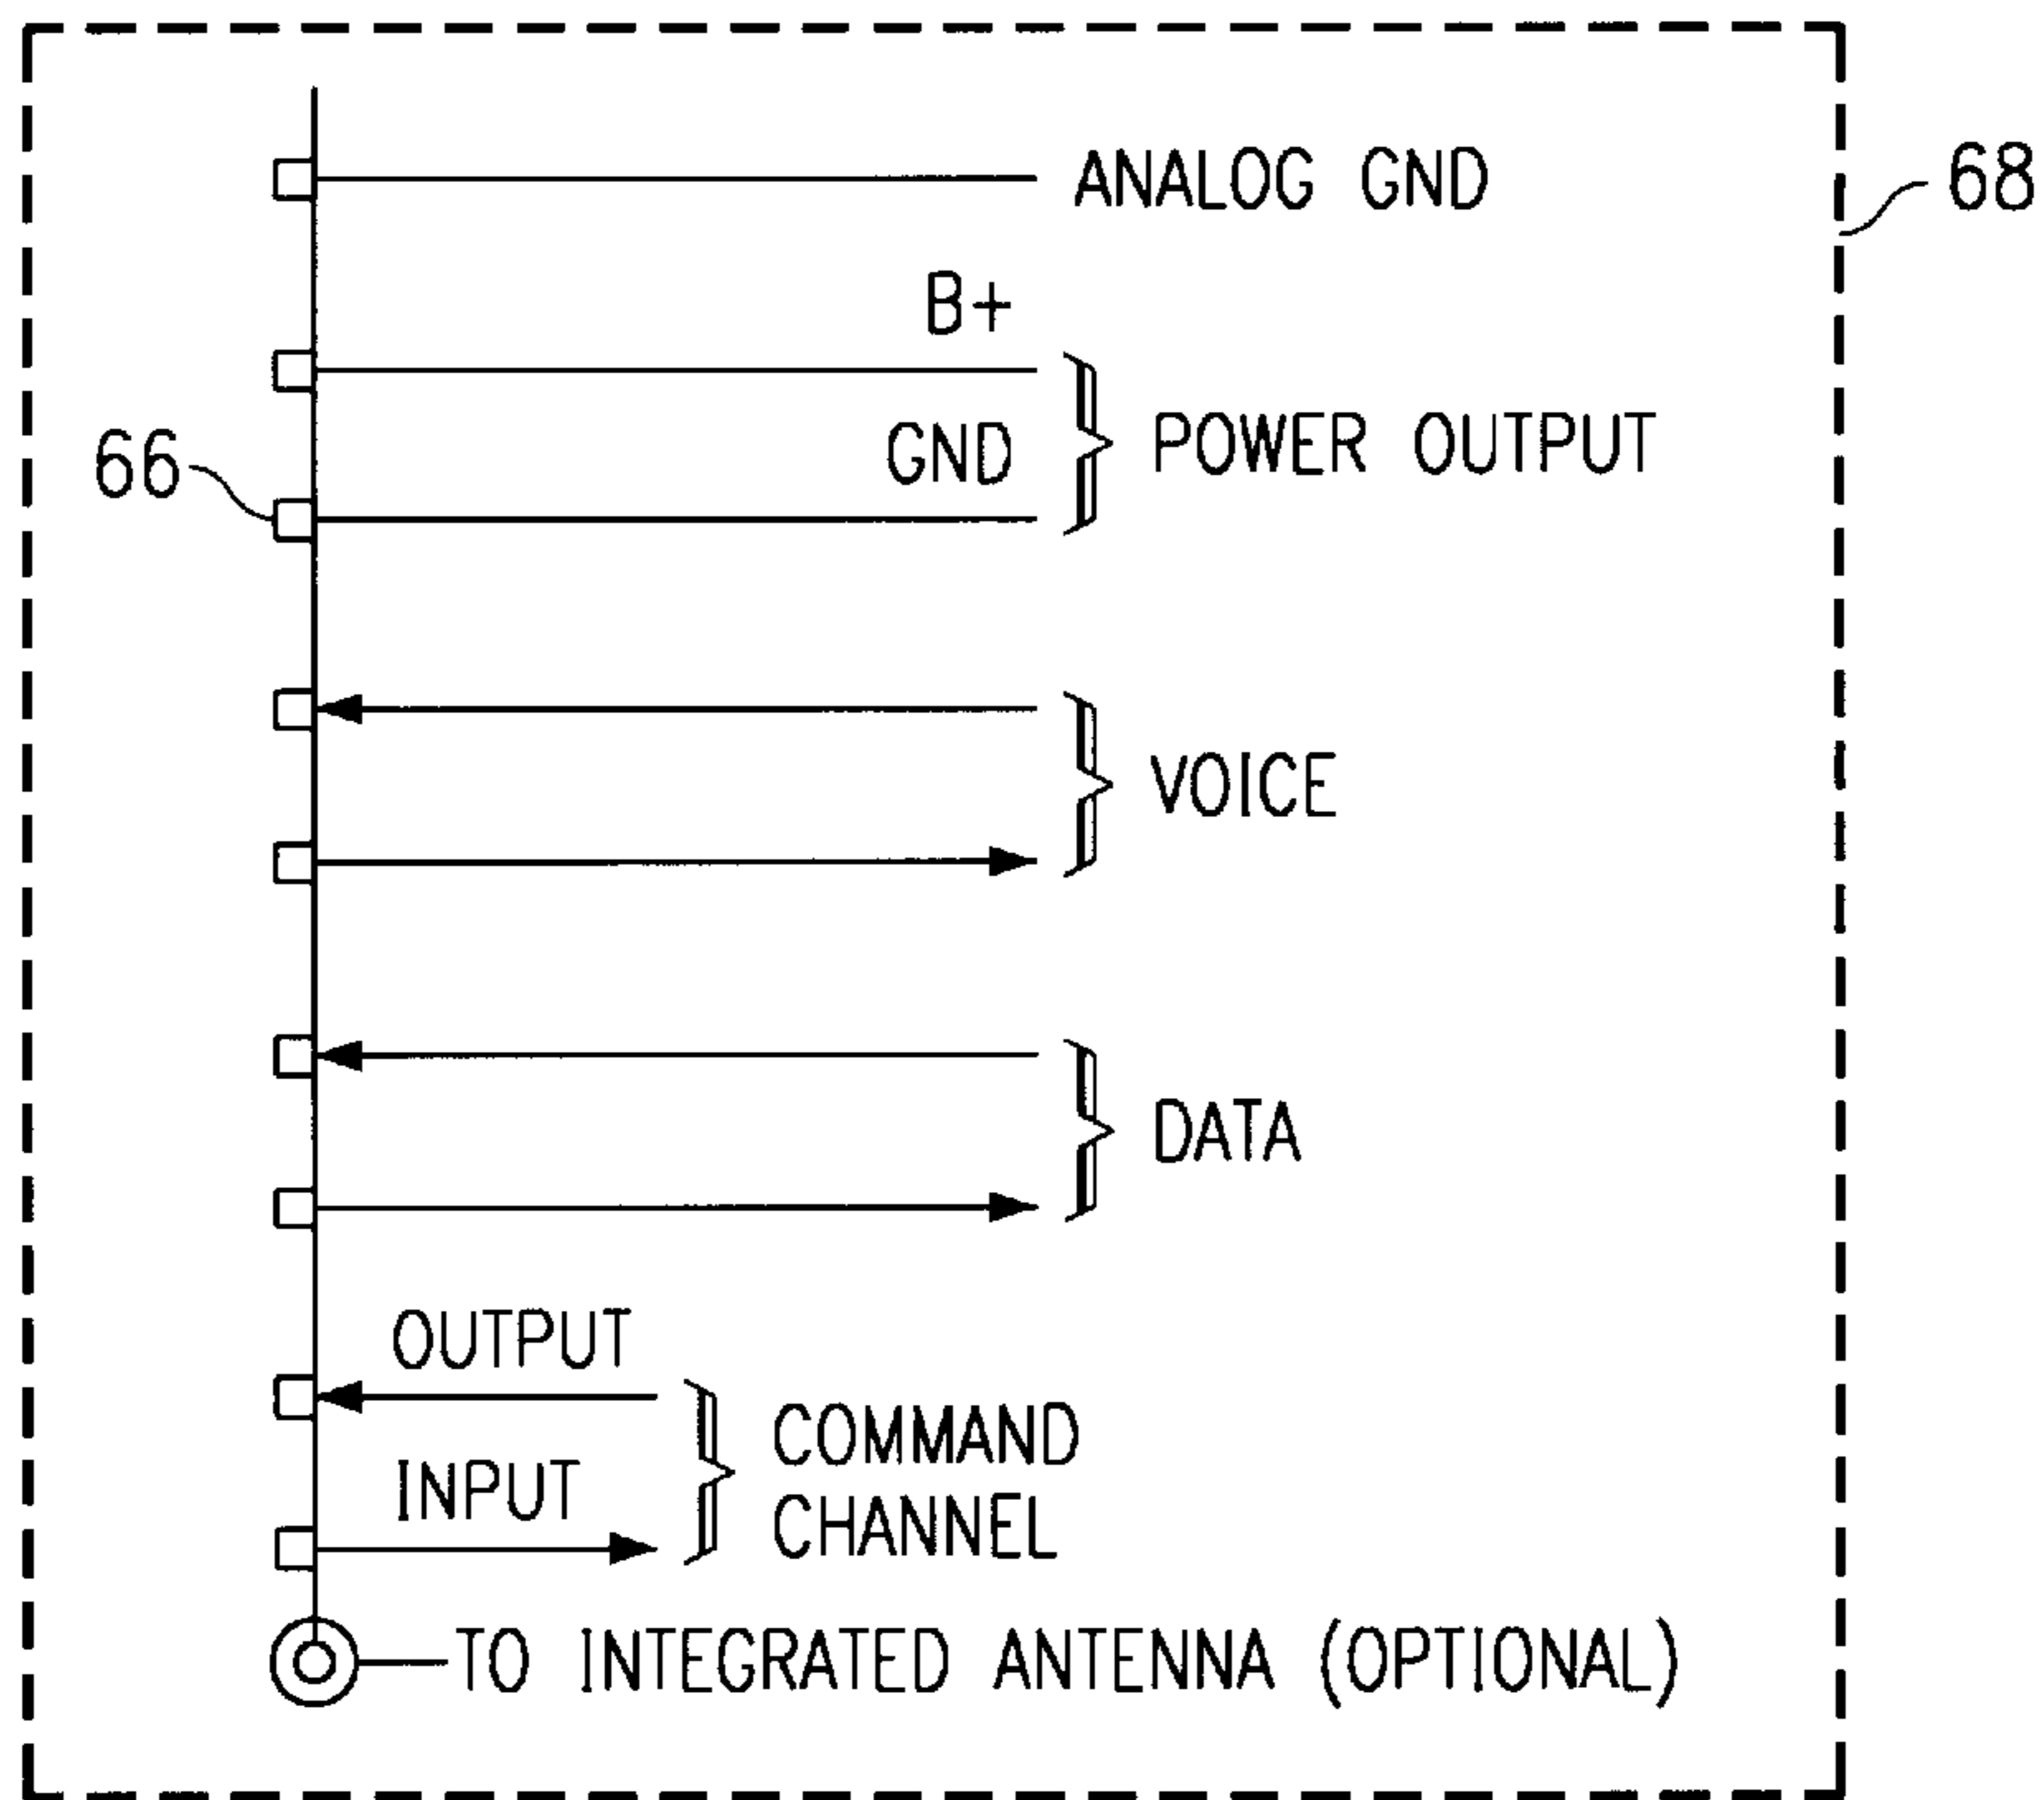 ANALOG GND
68
B+
GND
POWER OUTPUT
66
VOICE
DATA
OUTPUT
INPUT
COMMAND
CHANNEL
TO INTEGRATED ANTENNA (OPTIONAL)